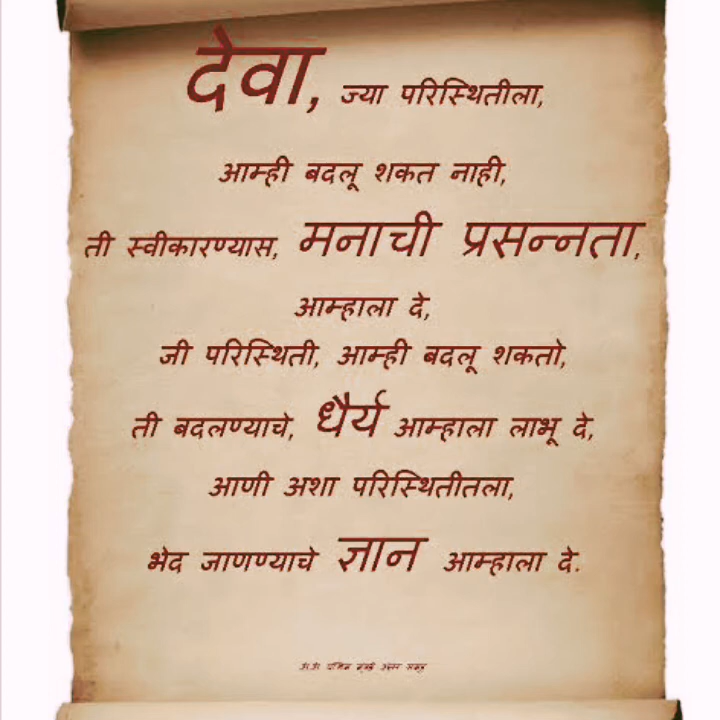 देवा, ज्या परिस्थितीला,
आम्ही बदलू शकत नाही,
ती स्वीकारण्यास, मनाची प्रसन्नता,
आम्हाला दे,
जी परिस्थिती, आम्ही बदलू शकतो,
ती बदलण्याचे, धैर्य आम्हाला लाभू दे,
आणी अशा परिस्थितीतला,
भेद जाणण्याचे ज्ञान आम्हाला दे.